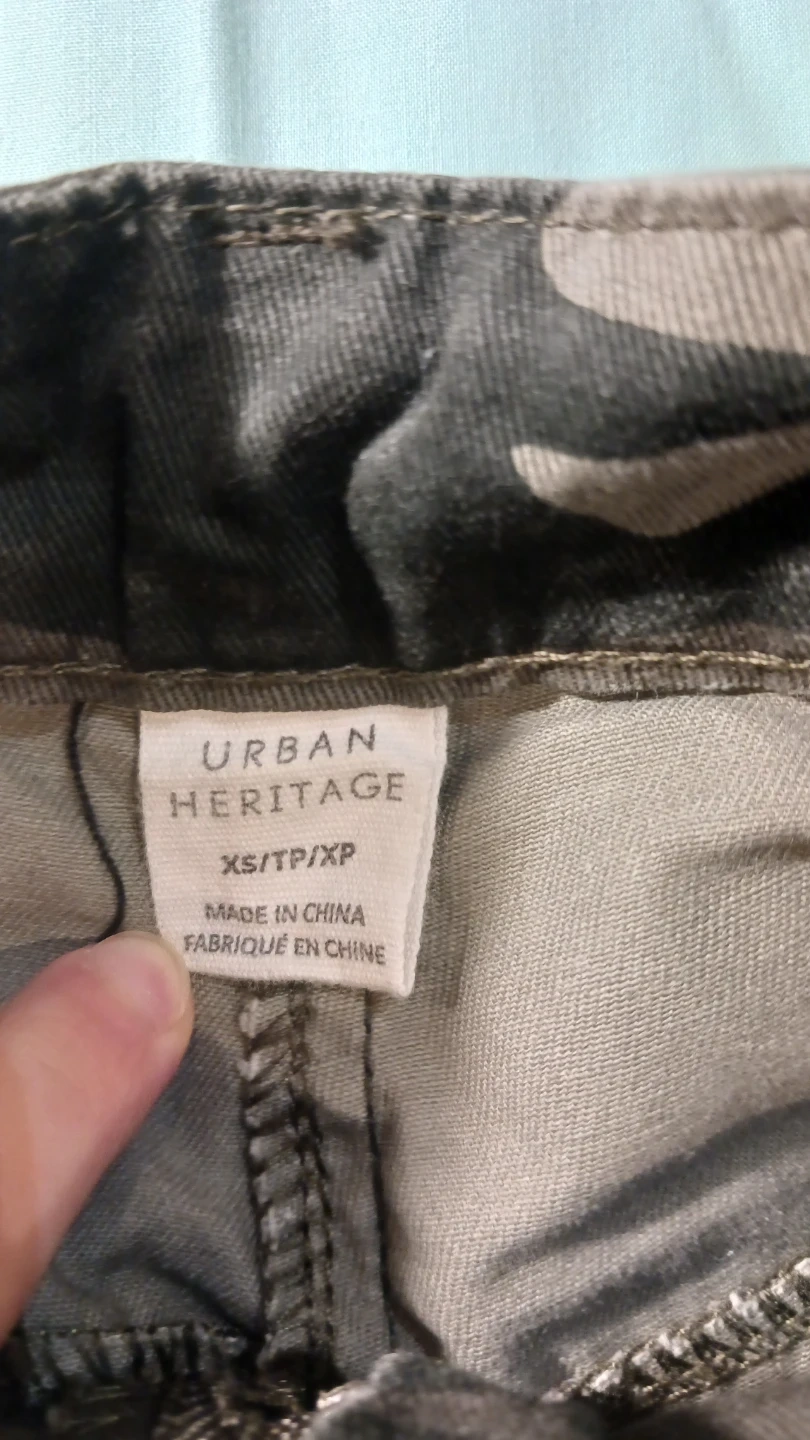 URBAN
HERITAGE
XS/TP/XP
MADE IN CHINA
FABRIQUÉ EN CHINE